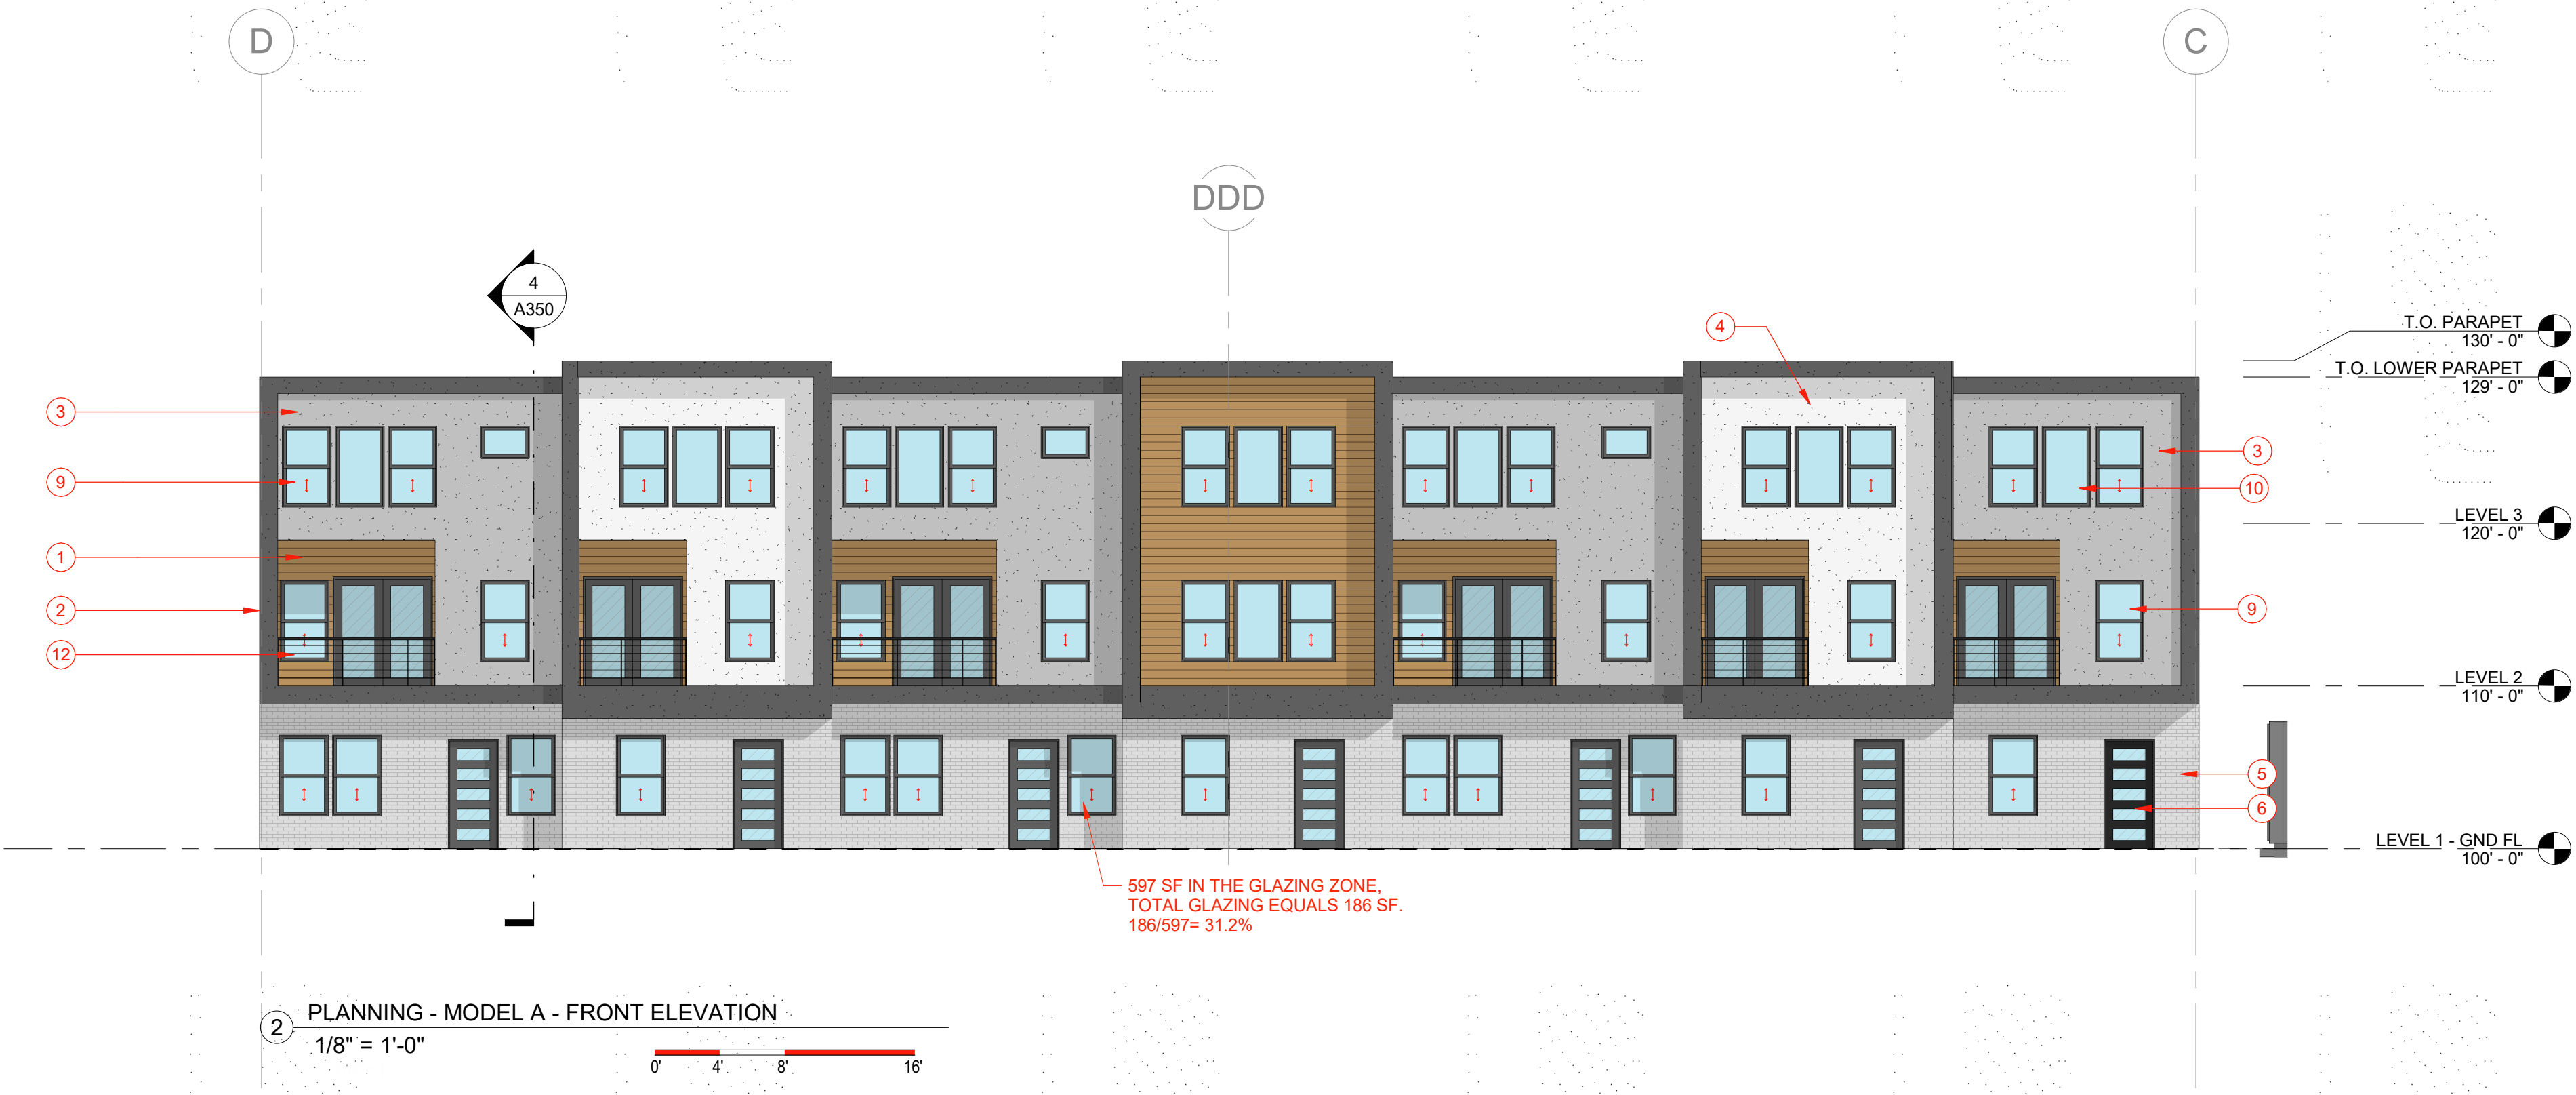 D
C
DDD
4
A350
4
T.O. PARAPET
130' - 0"
T.O. LOWER PARAPET
129' - 0"
3
9
1
2
12
3
10
LEVEL 3
120' - 0"
9
LEVEL 2
110' - 0"
5
6
LEVEL 1 - GND FL
100' - 0"
597 SF IN THE GLAZING ZONE,
TOTAL GLAZING EQUALS 186 SF.
186/597= 31.2%
2
PLANNING - MODEL A - FRONT ELEVATION
1/8" = 1'-0"
0' 4' 8' 16'